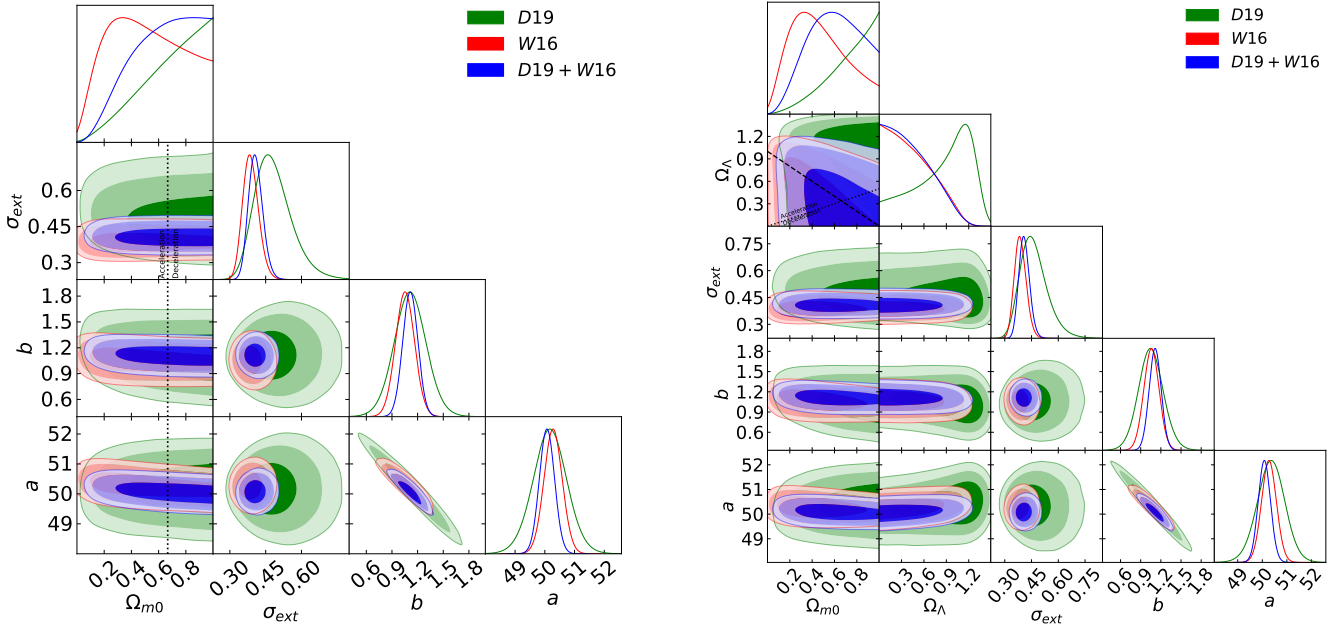 D19
W16
D19 + W16
σ_ext
0.6
0.45
0.3
Acceleration
Deceleration
b
1.8
1.5
1.2
0.9
0.6
a
52
51
50
49
0.2 0.4 0.6 0.8
Ω_m0
0.30 0.45 0.60
σ_ext
0.6 0.9 1.2 1.5 1.8
b
49 50 51 52
a
D19
W16
D19 + W16
Ω_Λ
1.2
0.9
0.6
0.3
Acceleration
Deceleration
σ_ext
0.75
0.60
0.45
0.30
b
1.8
1.5
1.2
0.9
0.6
a
52
51
50
49
0.2 0.4 0.6 0.8
Ω_m0
0.3 0.6 0.9 1.2
Ω_Λ
0.30 0.45 0.60 0.75
σ_ext
0.6 0.9 1.2 1.5 1.8
b
49 50 51 52
a